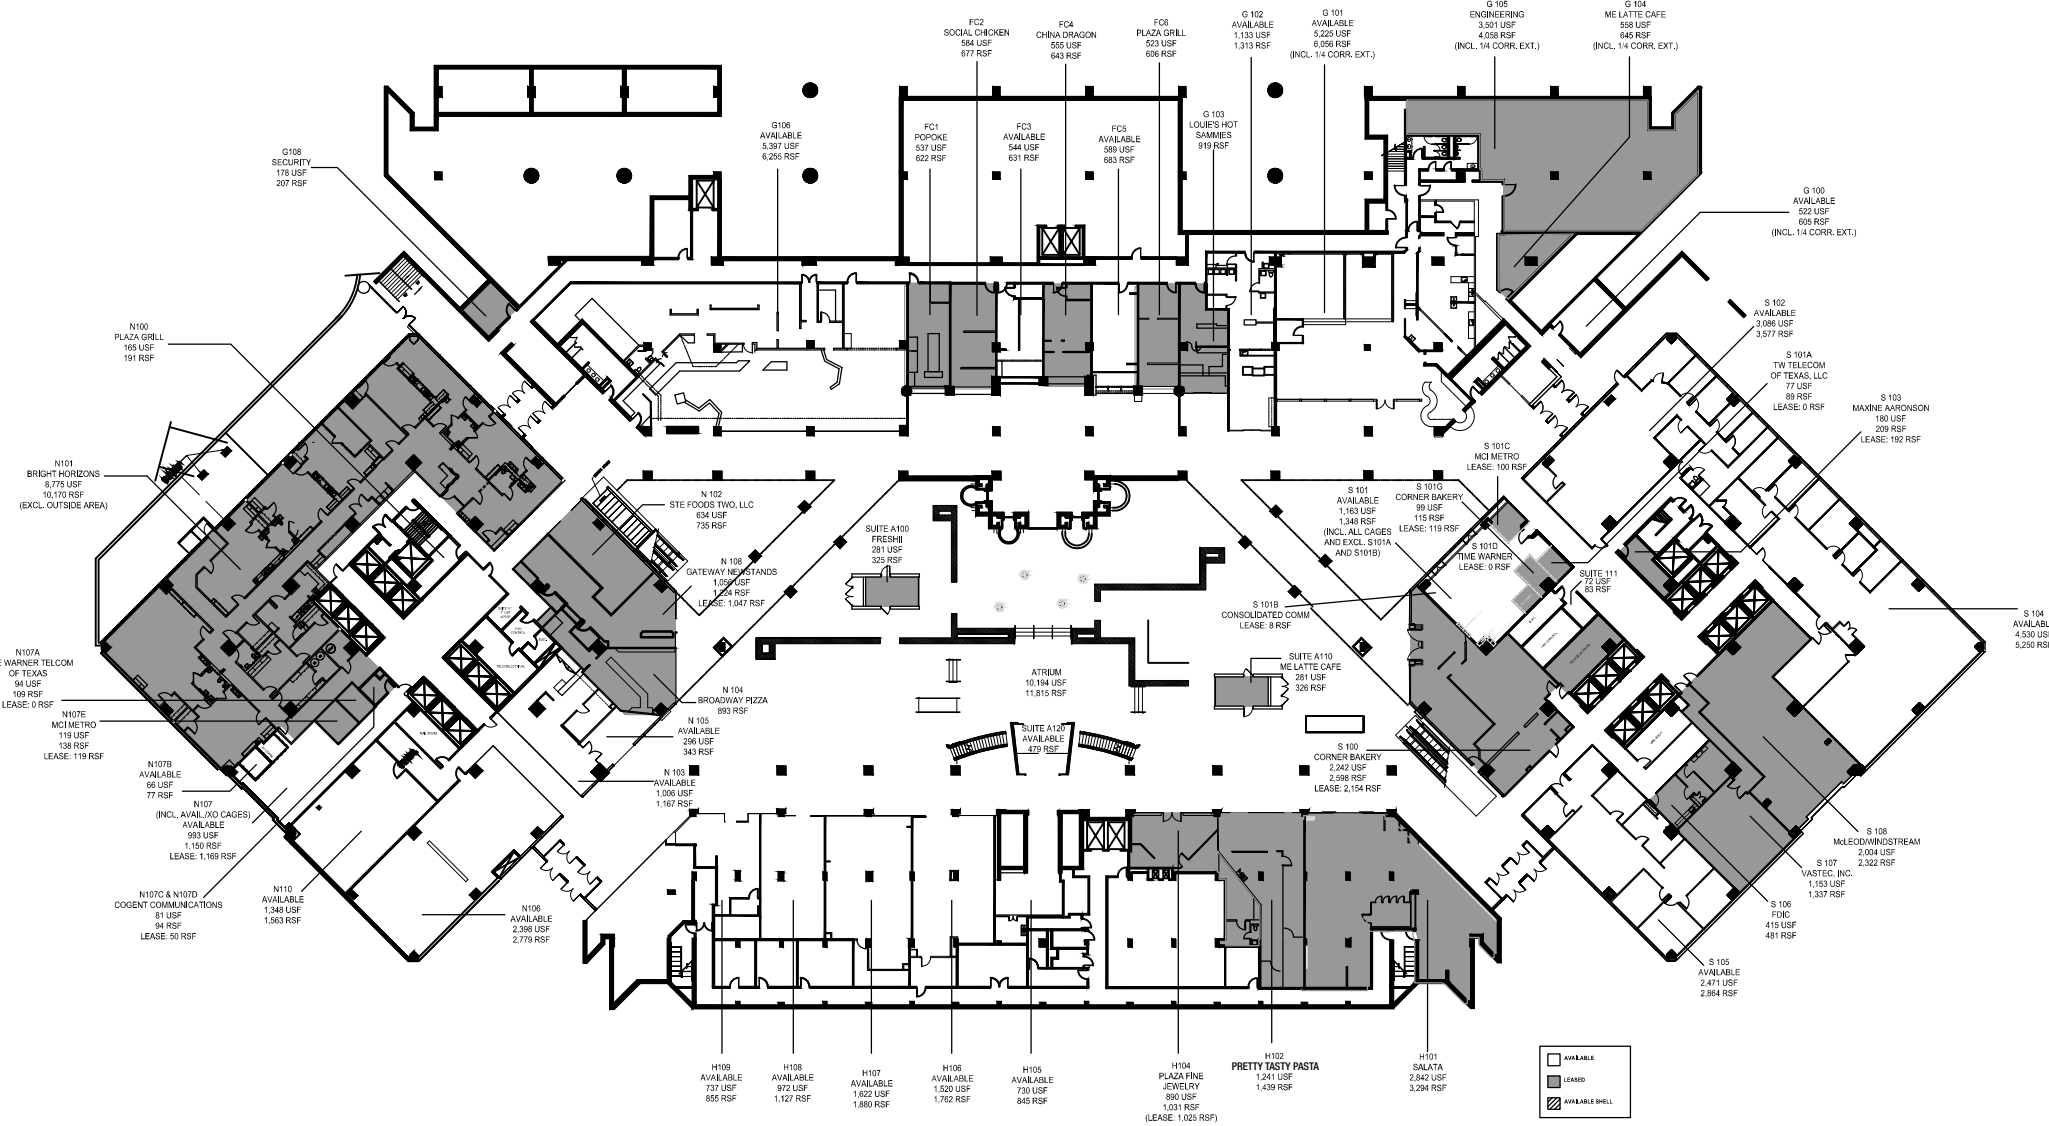 FC2
SOCIAL CHICKEN
584 USF
677 RSF
FC4
CHINA DRAGON
555 USF
643 RSF
FC6
PLAZA GRILL
523 USF
606 RSF
G 102
AVAILABLE
1,133 USF
1,313 RSF
G 101
AVAILABLE
5,225 USF
6,056 RSF
(INCL. 1/4 CORR. EXT.)
G 105
ENGINEERING
3,501 USF
4,058 RSF
(INCL. 1/4 CORR. EXT.)
G 104
ME LATTE CAFE
558 USF
645 RSF
(INCL. 1/4 CORR. EXT.)
G108
SECURITY
178 USF
207 RSF
G106
AVAILABLE
5,397 USF
6,255 RSF
FC1
POPOKE
537 USF
622 RSF
FC3
AVAILABLE
544 USF
631 RSF
FC5
AVAILABLE
589 USF
683 RSF
G 103
LOUIE'S HOT
SAMMIES
919 RSF
G 100
AVAILABLE
522 USF
605 RSF
(INCL. 1/4 CORR. EXT.)
N100
PLAZA GRILL
165 USF
191 RSF
S 102
AVAILABLE
3,086 USF
3,577 RSF
S 101A
TW TELECOM
OF TEXAS, LLC
77 USF
89 RSF
LEASE: 0 RSF
S 103
MAXINE AARONSON
180 USF
209 RSF
LEASE: 192 RSF
N101
BRIGHT HORIZONS
8,775 USF
10,170 RSF
(EXCL. OUTSIDE AREA)
N 102
STE FOODS TWO, LLC
634 USF
735 RSF
SUITE A100
FRESHII
281 USF
325 RSF
S 101
AVAILABLE
1,163 USF
1,348 RSF
(INCL. ALL CAGES
AND EXCL. S101A
AND S101B)
S 101C
MCI METRO
LEASE: 100 RSF
S 101G
CORNER BAKERY
99 USF
115 RSF
LEASE: 119 RSF
S 101D
TIME WARNER
LEASE: 0 RSF
SUITE 111
72 USF
83 RSF
N 108
GATEWAY NEWSTANDS
1,056 USF
1,224 RSF
LEASE: 1,047 RSF
S 101B
CONSOLIDATED COMM
LEASE: 8 RSF
S 104
AVAILABL
4,530 USF
5,250 RSF
N107A
E WARNER TELCOM
OF TEXAS
94 USF
109 RSF
LEASE: 0 RSF
N 104
BROADWAY PIZZA
893 RSF
ATRIUM
10,194 USF
11,815 RSF
SUITE A110
ME LATTE CAFE
281 USF
326 RSF
N107E
MCI METRO
119 USF
138 RSF
LEASE: 119 RSF
N 105
AVAILABLE
296 USF
343 RSF
SUITE A120
AVAILABLE
479 RSF
S 100
CORNER BAKERY
2,242 USF
2,598 RSF
LEASE: 2,154 RSF
N107B
AVAILABLE
66 USF
77 RSF
N 103
AVAILABLE
1,006 USF
1,167 RSF
N107
(INCL. AVAIL./XO CAGES)
AVAILABLE
993 USF
1,150 RSF
LEASE: 1,169 RSF
S 108
McLEOD/WINDSTREAM
2,004 USF
2,322 RSF
S 107
VASTEC, INC.
1,153 USF
1,337 RSF
N107C & N107D
COGENT COMMUNICATIONS
81 USF
94 RSF
LEASE: 50 RSF
N110
AVAILABLE
1,348 USF
1,563 RSF
N106
AVAILABLE
2,398 USF
2,779 RSF
S 106
FDIC
415 USF
481 RSF
S 105
AVAILABLE
2,471 USF
2,864 RSF
H109
AVAILABLE
737 USF
855 RSF
H108
AVAILABLE
972 USF
1,127 RSF
H107
AVAILABLE
1,622 USF
1,880 RSF
H106
AVAILABLE
1,520 USF
1,762 RSF
H105
AVAILABLE
730 USF
845 RSF
H104
PLAZA FINE
JEWELRY
890 USF
1,031 RSF
(LEASE: 1,025 RSF)
H102
PRETTY TASTY PASTA
1,241 USF
1,439 RSF
H101
SALATA
2,842 USF
3,294 RSF
AVAILABLE
LEASED
AVAILABLE SHELL